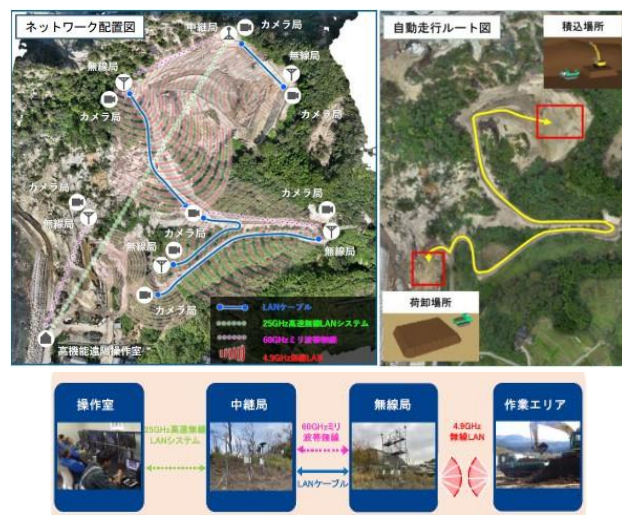 ネットワーク配置図
中継局
カメラ局
無線局
カメラ局
無線局
カメラ局
カメラ局
無線局
カメラ局
無線局
カメラ局
カメラ局
無線局
高機能遠隔操作室
LANケーブル
25GHz高速無線LANシステム
60GHzミリ波帯無線
4.9GHz無線LAN
自動走行ルート図
積込場所
荷卸場所
操作室
25GHz高速無線
LANシステム
中継局
60GHzミリ
波帯無線
LANケーブル
無線局
4.9GHz
無線LAN
作業エリア